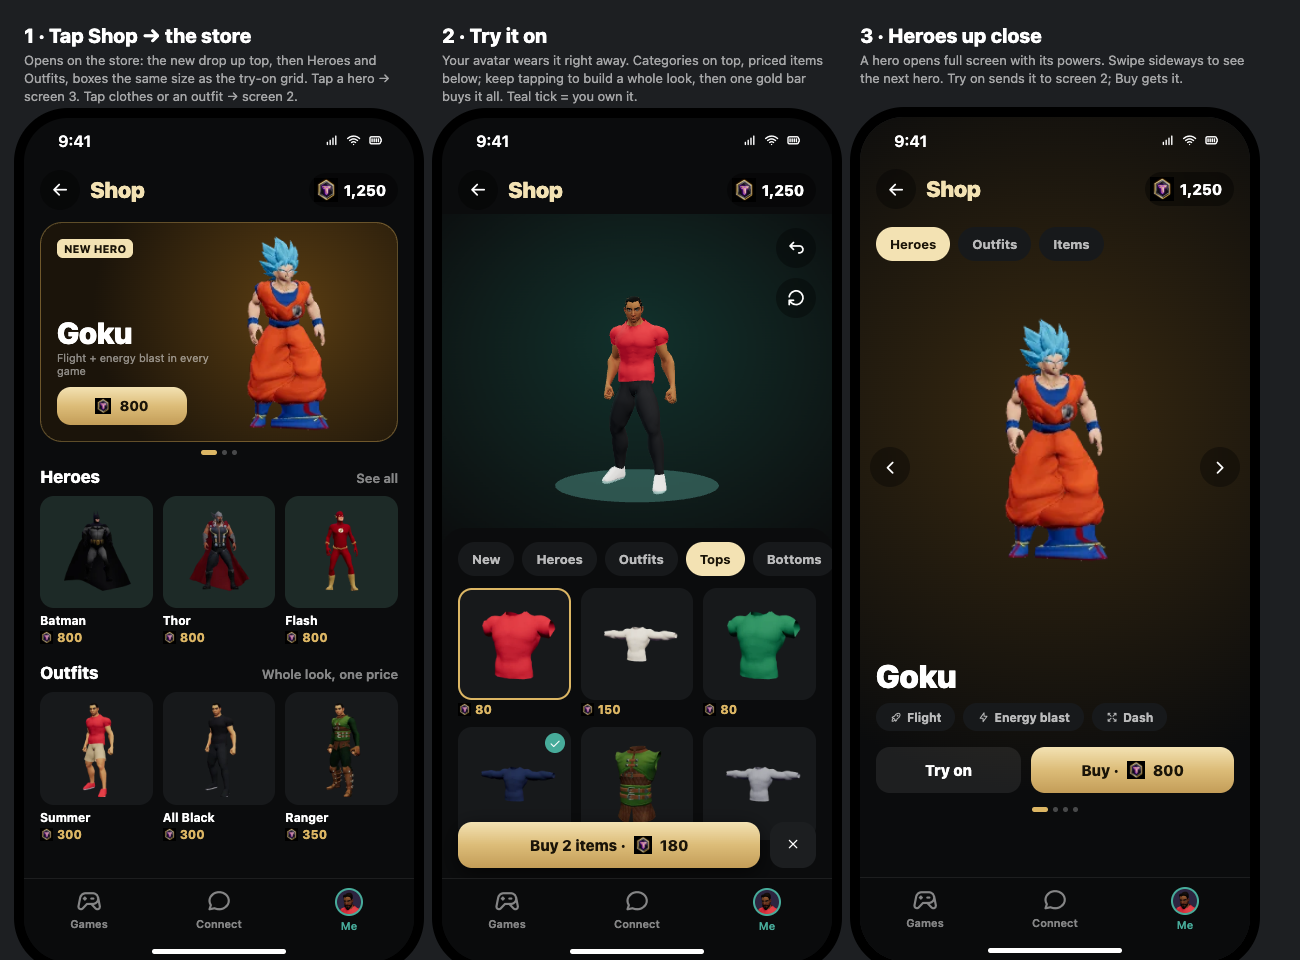 1 · Tap Shop → the store
Opens on the store: the new drop up top, then Heroes and
Outfits, boxes the same size as the try-on grid. Tap a hero →
screen 3. Tap clothes or an outfit → screen 2.
9:41
Shop
1,250
NEW HERO
Goku
Flight + energy blast in every
game
800
Heroes
See all
Batman
Thor
Flash
800
800
800
Outfits
Whole look, one price
Summer
All Black
Ranger
300
300
350
Games
Connect
Me
2 · Try it on
Your avatar wears it right away. Categories on top, priced items
below; keep tapping to build a whole look, then one gold bar
buys it all. Teal tick = you own it.
9:41
Shop
1,250
New
Heroes
Outfits
Tops
Bottoms
80
150
80
Buy 2 items · 180
Games
Connect
Me
3 · Heroes up close
A hero opens full screen with its powers. Swipe sideways to see
the next hero. Try on sends it to screen 2; Buy gets it.
9:41
Shop
1,250
Heroes
Outfits
Items
Goku
Flight
Energy blast
Dash
Try on
Buy · 800
Games
Connect
Me